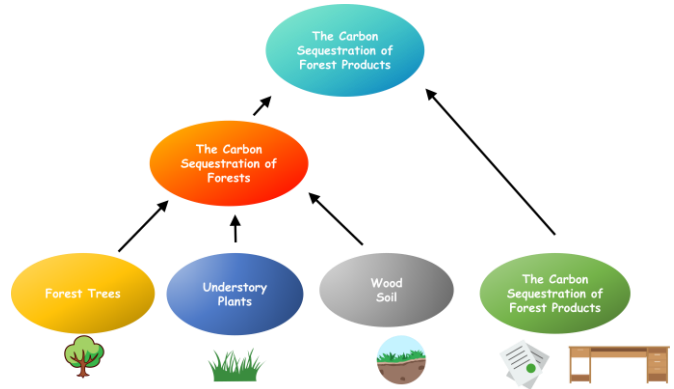 The Carbon
Sequestration of
Forest Products
The Carbon
Sequestration of
Forests
Forest Trees
Understory
Plants
Wood
Soil
The Carbon
Sequestration of
Forest Products